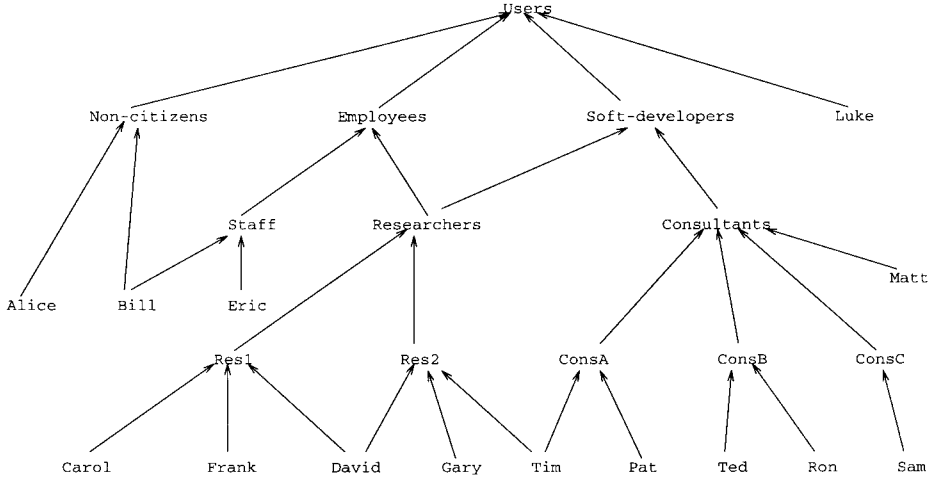 Users
Non-citizens Employees Soft-developers Luke
Staff Researchers Consultants
Matt
Alice Bill Eric
Res1 Res2 ConsA ConsB ConsC
Carol Frank David Gary Tim Pat Ted Ron Sam